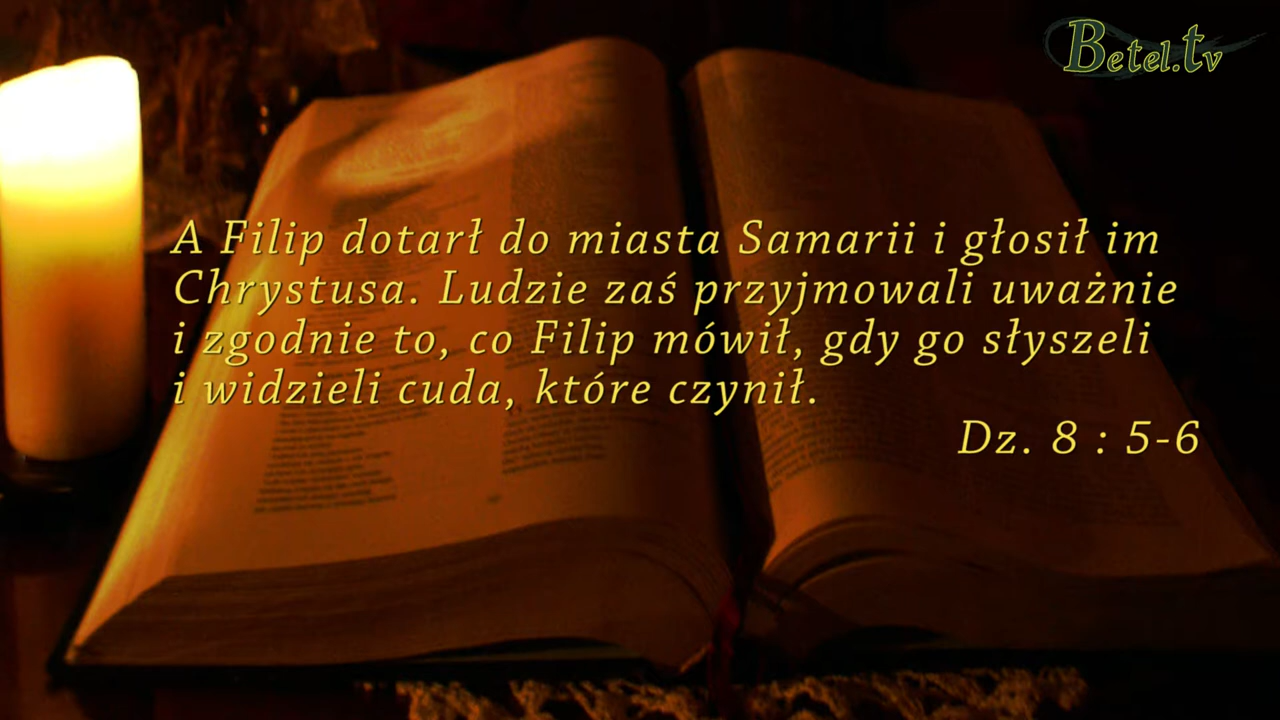 Betel.tv
A Filip dotarł do miasta Samarii i głosił im
Chrystusa. Ludzie zaś przyjmowali uważnie
i zgodnie to, co Filip mówił, gdy go słyszeli
i widzieli cuda, które czynił.
Dz. 8 : 5-6